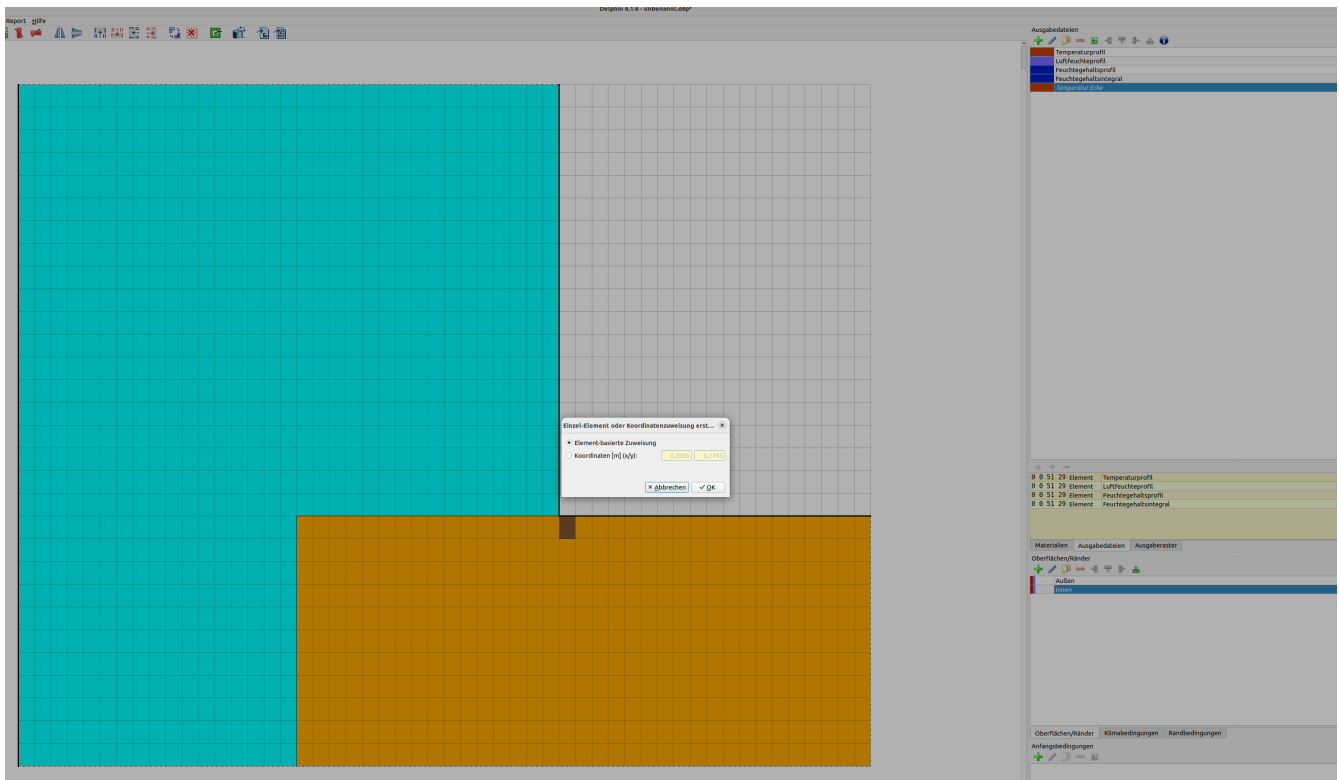 Delphin 6.1.6 - unbenannt.d6p*
Report Hilfe
Ausgabedateien
Temperaturprofil
Luftfeuchteprofil
Feuchtegehaltsprofil
Feuchtegehaltsintegral
Temperatur Ecke
Einzel-Element oder Koordinatenzuweisung erst...
Element-basierte Zuweisung
Koordinaten [m] (x/y): 0,3005 0,1195
Abbrechen OK
0 0 51 29 Element Temperaturprofil
0 0 51 29 Element Luftfeuchteprofil
0 0 51 29 Element Feuchtegehaltsprofil
0 0 51 29 Element Feuchtegehaltsintegral
Materialien Ausgabedateien Ausgaberaster
Oberflächen/Ränder
Außen
Innen
Oberflächen/Ränder Klimabedingungen Randbedingungen
Anfangsbedingungen